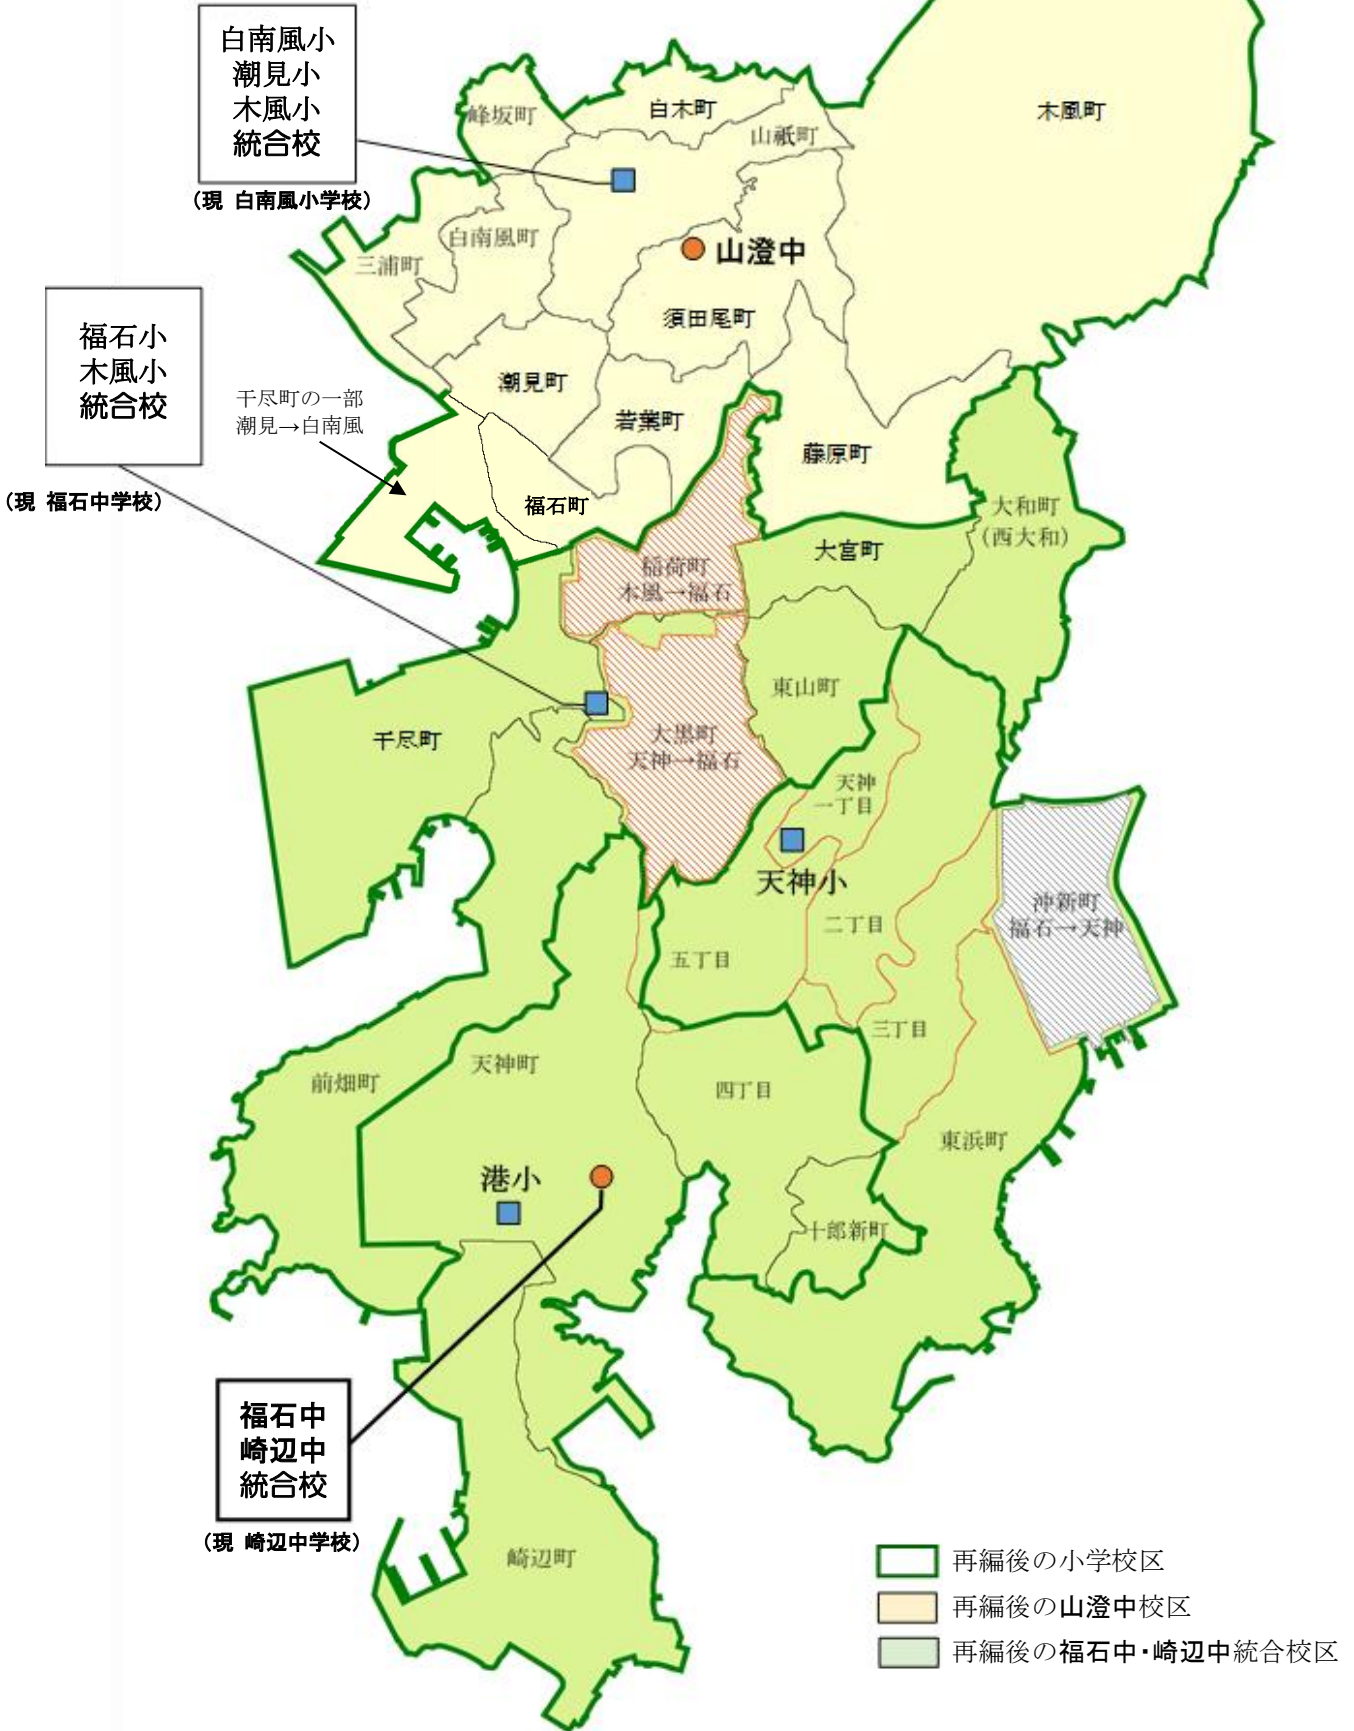 白南風小
潮見小
木風小
統合校
(現 白南風小学校)
峰坂町
白木町
山祇町
木風町
三浦町
白南風町
山澄中
須田尾町
福石小
木風小
統合校
(現 福石中学校)
干尽町の一部
潮見→白南風
潮見町
若葉町
藤原町
福石町
大和町
(西大和)
大宮町
稲荷町
木風→福石
東山町
干尽町
大黒町
天神→福石
天神
一丁目
天神小
沖新町
福石→天神
二丁目
五丁目
三丁目
天神町
前畑町
四丁目
東浜町
港小
十郎新町
福石中
崎辺中
統合校
(現 崎辺中学校)
崎辺町
再編後の小学校区
再編後の山澄中校区
再編後の福石中・崎辺中統合校区